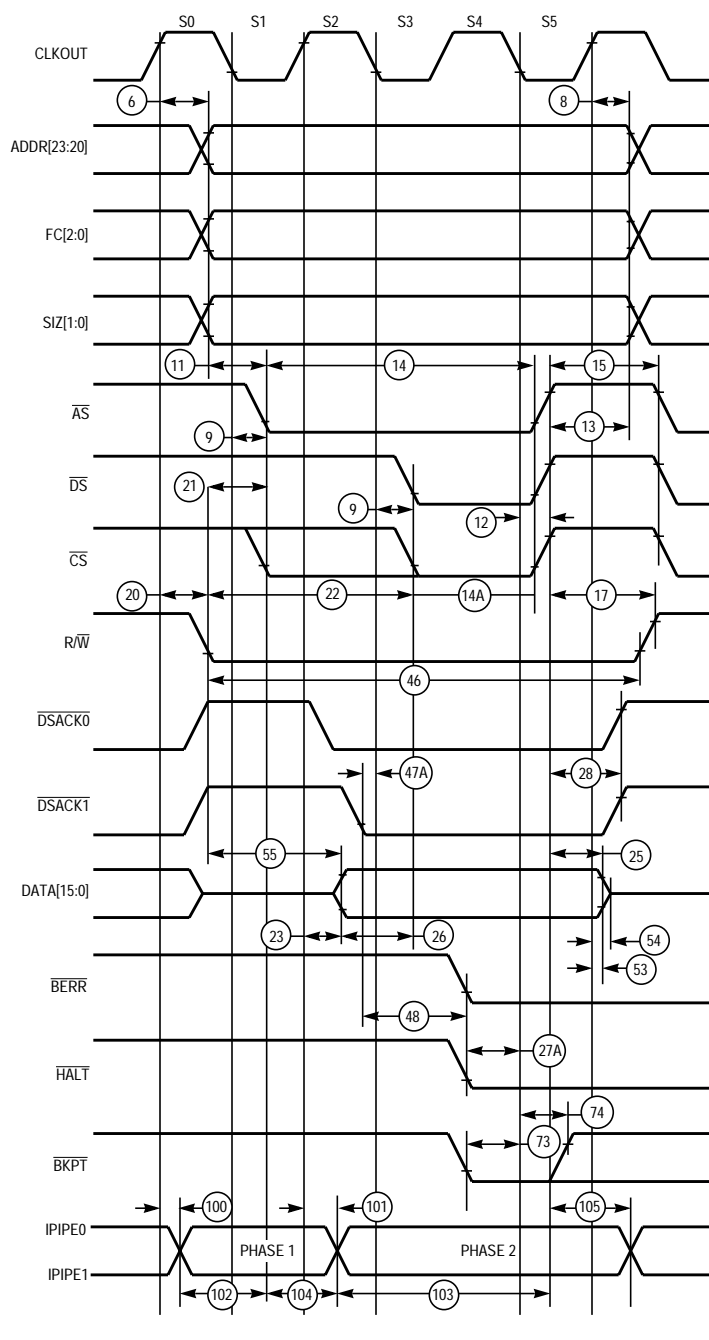 S0 S1 S2 S3 S4 S5
CLKOUT
6 8
ADDR[23:20]
FC[2:0]
SIZ[1:0]
11 14 15
AS
13
9
DS
21
9
12
CS
20 22 14A 17
R/W
46
DSACK0
47A 28
DSACK1
55 25
DATA[15:0]
23 26 54
53
BERR
48
27A
HALT
74
73
BKPT
100 101 105
IPIPE0
PHASE 1 PHASE 2
IPIPE1
102 104 103